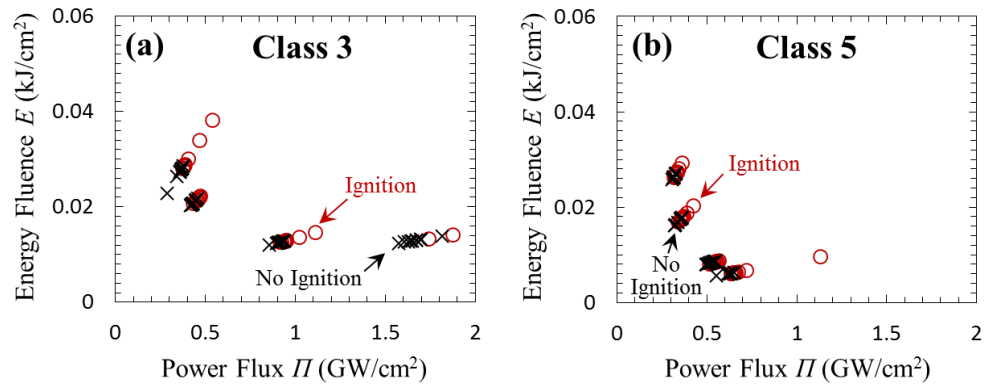 (a)
Class 3
Energy Fluence E (kJ/cm²)
0.06
0.04
0.02
0
Ignition
No Ignition
0
0.5
1
1.5
2
Power Flux Π (GW/cm²)
(b)
Class 5
Energy Fluence E (kJ/cm²)
0.06
0.04
0.02
0
Ignition
No
Ignition
0
0.5
1
1.5
2
Power Flux Π (GW/cm²)